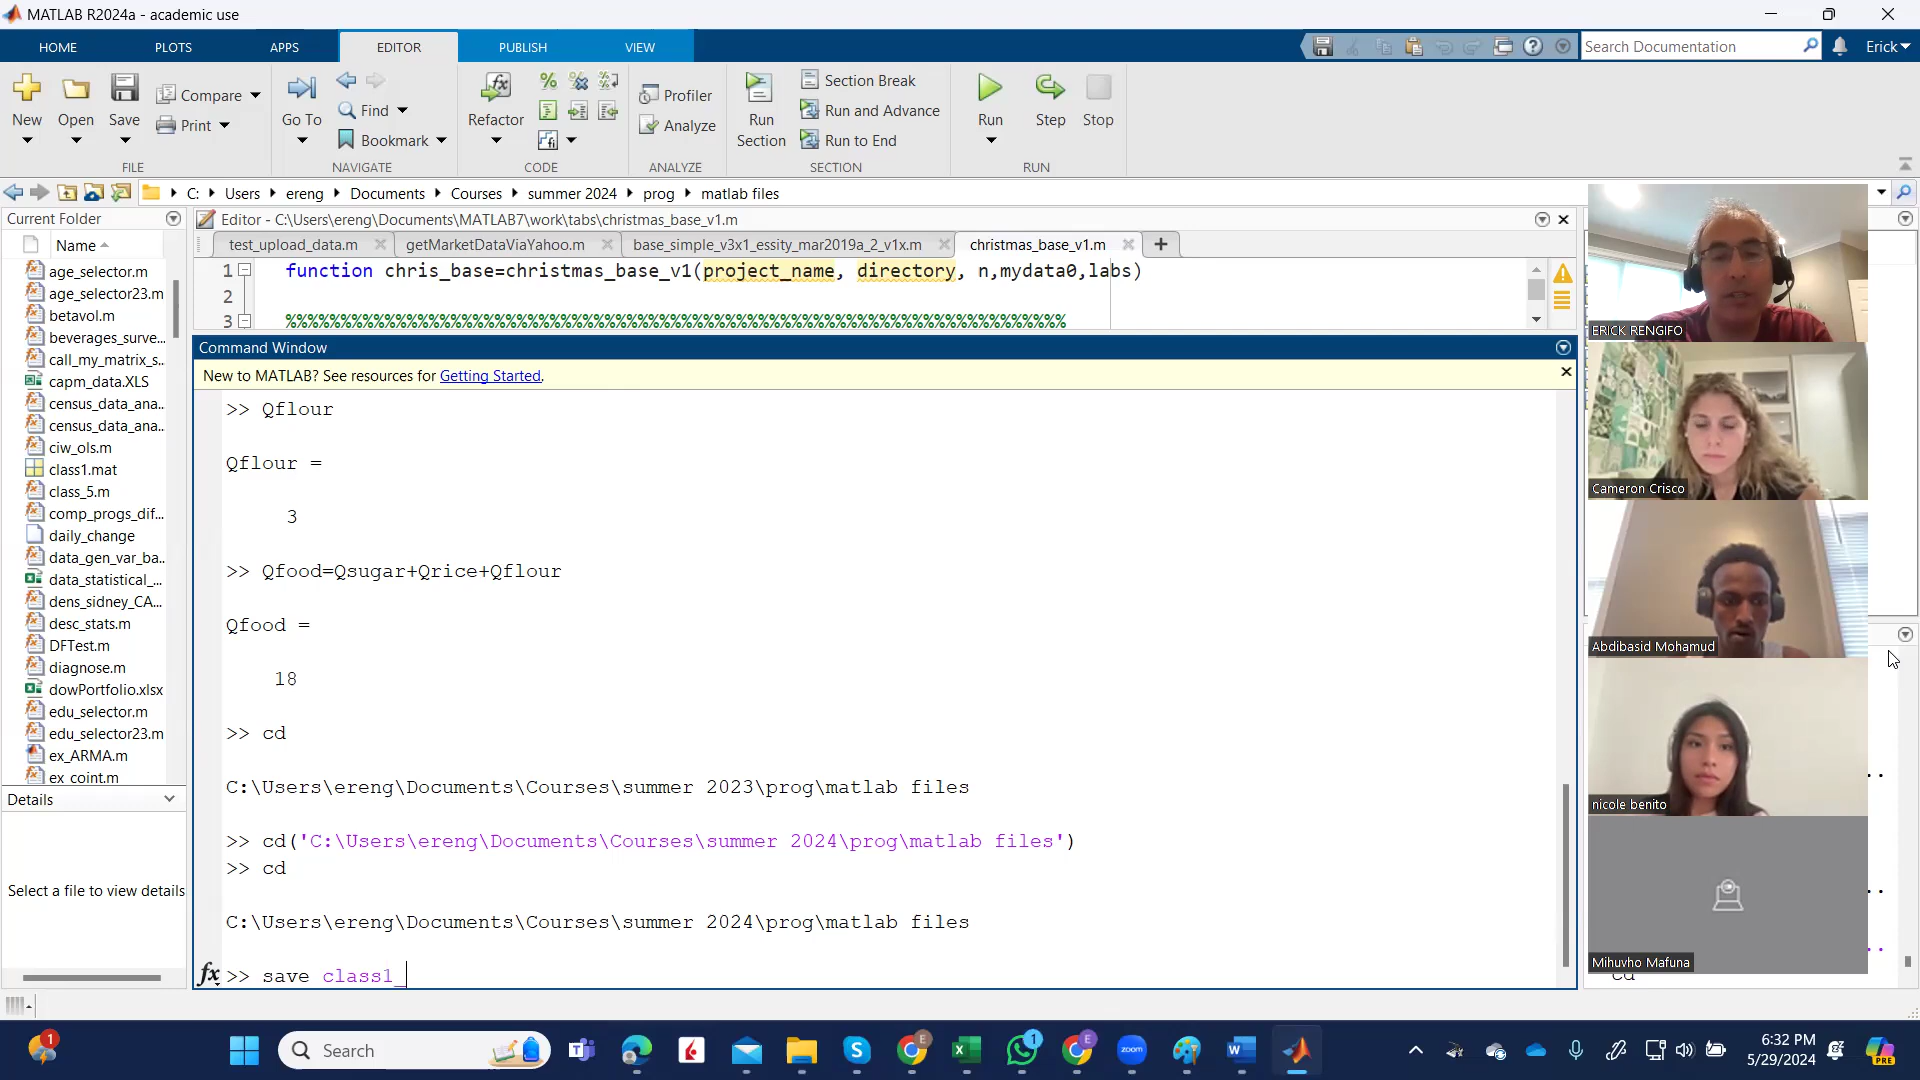 MATLAB R2024a - academic use
HOME PLOTS APPS EDITOR PUBLISH VIEW
Search Documentation
Erick
New Open Save Compare Print
FILE
Go To Find Bookmark
NAVIGATE
Refactor
CODE
Profiler
Analyze
ANALYZE
Run Section
Section Break
Run and Advance
Run to End
SECTION
Run Step Stop
RUN
C: Users ereng Documents Courses summer 2024 prog matlab files
Current Folder
Name
age_selector.m
age_selector23.m
betavol.m
beverages_surve...
call_my_matrix_s...
capm_data.XLS
census_data_ana...
census_data_ana...
ciw_ols.m
class1.mat
class_5.m
comp_progs_dif...
daily_change
data_gen_var_ba...
data_statistical_...
dens_sidney_CA...
desc_stats.m
DFTest.m
diagnose.m
dowPortfolio.xlsx
edu_selector.m
edu_selector23.m
ex_ARMA.m
ex_coint.m
Details
Select a file to view details
Editor - C:\Users\ereng\Documents\MATLAB7\work\tabs\christmas_base_v1.m
test_upload_data.m getMarketDataViaYahoo.m base_simple_v3x1_essity_mar2019a_2_v1x.m christmas_base_v1.m
1 function chris_base=christmas_base_v1(project_name, directory, n,mydata0,labs)
2
3 %%%%%%%%%%%%%%%%%%%%%%%%%%%%%%%%%%%%%%%%%%%%%%%%%%%%%%%%%%%%%%%%%
Command Window
New to MATLAB? See resources for Getting Started.
>> Qflour
Qflour =
3
>> Qfood=Qsugar+Qrice+Qflour
Qfood =
18
>> cd
C:\Users\ereng\Documents\Courses\summer 2023\prog\matlab files
>> cd('C:\Users\ereng\Documents\Courses\summer 2024\prog\matlab files')
>> cd
C:\Users\ereng\Documents\Courses\summer 2024\prog\matlab files
fx >> save class1_
ERICK RENGIFO
Cameron Crisco
Abdibasid Mohamud
nicole benito
Mihuvho Mafuna
cd
1
Search
E
1
E
zoom
6:32 PM
5/29/2024
PRE